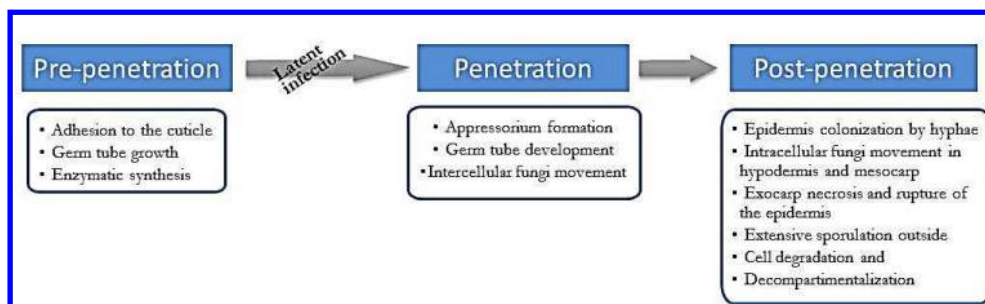 Pre-penetration
Latent
infection
Penetration
Post-penetration
• Adhesion to the cuticle
• Germ tube growth
• Enzymatic synthesis
• Appressorium formation
• Germ tube development
•Intercellular fungi movement
• Epidermis colonization by hyphae
• Intracellular fungi movement in
hypodermis and mesocarp
• Exocarp necrosis and rupture of
the epidermis
• Extensive sporulation outside
• Cell degradation and
• Decompartimentalization